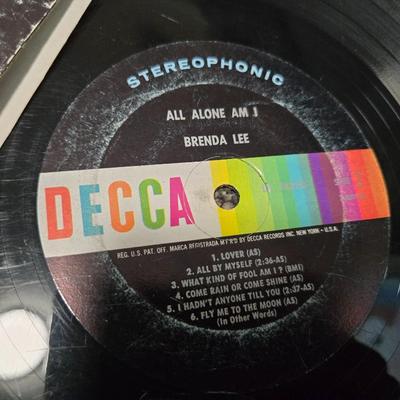 STEREOPHONIC
ALL ALONE AM I
BRENDA LEE
DECCA
REG. U.S. PAT. OFF. MARCA REGISTRADA. MF'R'D BY DECCA RECORDS INC. NEW YORK • U.S.A.
1. LOVER (AS)
2. ALL BY MYSELF (2:36-AS)
3. WHAT KIND OF FOOL AM I? (BMI)
4. COME RAIN OR COME SHINE (AS)
5. I HADN'T ANYONE TILL YOU (2:37-AS)
6. FLY ME TO THE MOON (AS)
(In Other Words)